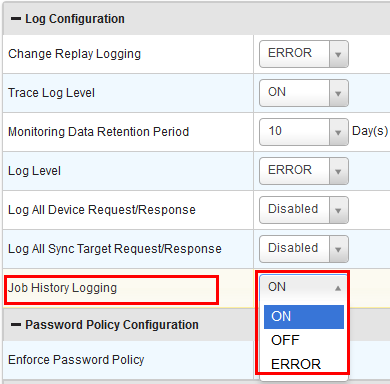 Log Configuration
Change Replay Logging ERROR
Trace Log Level ON
Monitoring Data Retention Period 10 Day(s)
Log Level ERROR
Log All Device Request/Response Disabled
Log All Sync Target Request/Response Disabled
Job History Logging ON
ON
Password Policy Configuration
OFF
Enforce Password Policy
ERROR